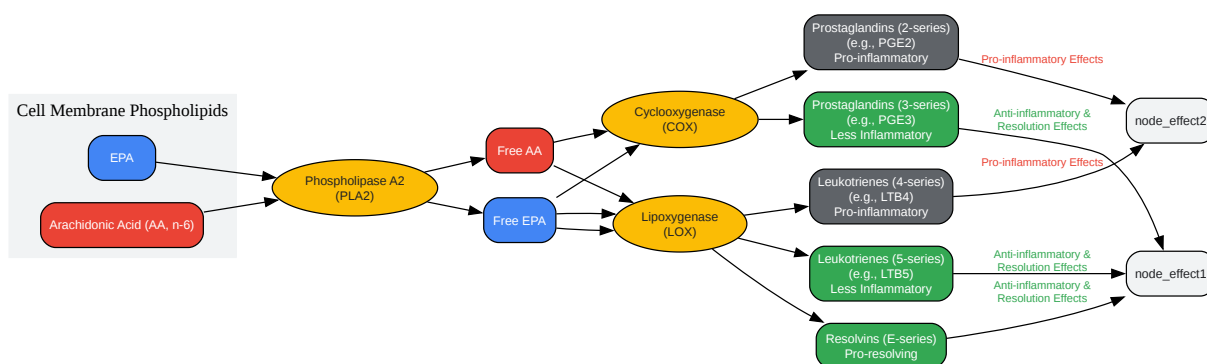 Cell Membrane Phospholipids
EPA
Arachidonic Acid (AA, n-6)
Phospholipase A2
(PLA2)
Free AA
Free EPA
Cyclooxygenase
(COX)
Lipoxygenase
(LOX)
Prostaglandins (2-series)
(e.g., PGE2)
Pro-inflammatory
Prostaglandins (3-series)
(e.g., PGE3)
Less Inflammatory
Leukotrienes (4-series)
(e.g., LTB4)
Pro-inflammatory
Leukotrienes (5-series)
(e.g., LTB5)
Less Inflammatory
Resolvins (E-series)
Pro-resolving
Pro-inflammatory Effects
Anti-inflammatory &
Resolution Effects
Pro-inflammatory Effects
Anti-inflammatory &
Resolution Effects
Anti-inflammatory &
Resolution Effects
node_effect2
node_effect1